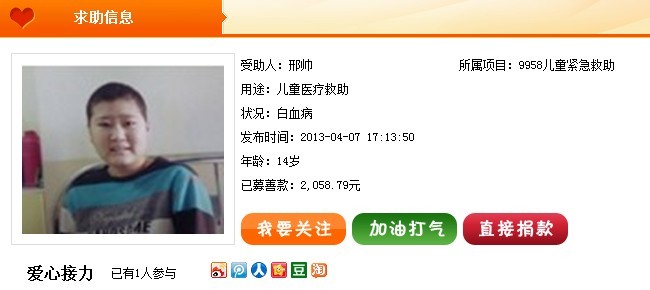 求助信息
受助人：邢帅 所属项目：9958儿童紧急救助
用途：儿童医疗救助
状况：白血病
发布时间：2013-04-07 17:13:50
年龄：14岁
已募善款：2,058.79元
我要关注 加油打气 直接捐款
爱心接力 已有1人参与 豆 淘